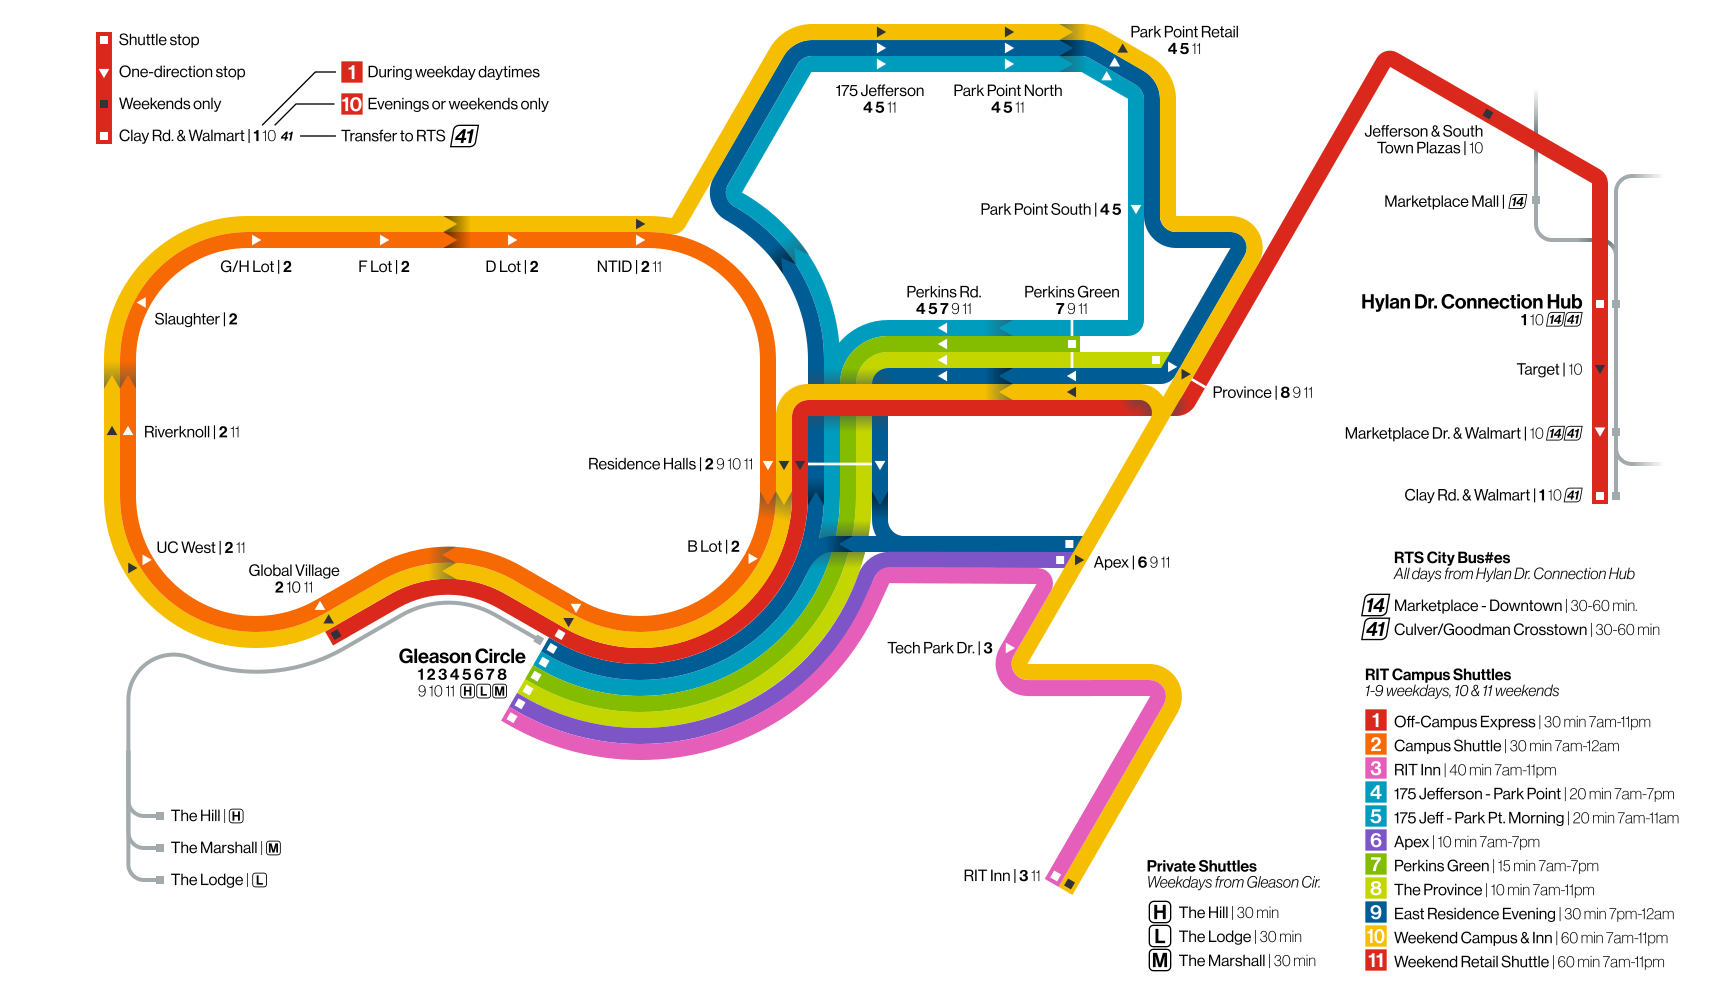 Shuttle stop
One-direction stop
Weekends only
Clay Rd. & Walmart | 1 10 41
1 During weekday daytimes
10 Evenings or weekends only
Transfer to RTS 41
175 Jefferson
4 5 11
Park Point North
4 5 11
Park Point Retail
4 5 11
Park Point South | 4 5
Perkins Rd.
4 5 7 9 11
Perkins Green
7 9 11
Province | 8 9 11
G/H Lot | 2
F Lot | 2
D Lot | 2
NTID | 2 11
Slaughter | 2
Riverknoll | 2 11
UC West | 2 11
Global Village
2 10 11
Residence Halls | 2 9 10 11
B Lot | 2
Apex | 6 9 11
Tech Park Dr. | 3
RIT Inn | 3 11
Gleason Circle
1 2 3 4 5 6 7 8
9 10 11 H L M
The Hill | H
The Marshall | M
The Lodge | L
Jefferson & South
Town Plazas | 10
Marketplace Mall | 14
Hylan Dr. Connection Hub
1 10 14 41
Target | 10
Marketplace Dr. & Walmart | 10 14 41
Clay Rd. & Walmart | 1 10 41
RTS City Bus#es
All days from Hylan Dr. Connection Hub
14 Marketplace - Downtown | 30-60 min.
41 Culver/Goodman Crosstown | 30-60 min
RIT Campus Shuttles
1-9 weekdays, 10 & 11 weekends
1 Off-Campus Express | 30 min 7am-11pm
2 Campus Shuttle | 30 min 7am-12am
3 RIT Inn | 40 min 7am-11pm
4 175 Jefferson - Park Point | 20 min 7am-7pm
5 175 Jeff - Park Pt. Morning | 20 min 7am-11am
6 Apex | 10 min 7am-7pm
7 Perkins Green | 15 min 7am-7pm
8 The Province | 10 min 7am-11pm
9 East Residence Evening | 30 min 7pm-12am
10 Weekend Campus & Inn | 60 min 7am-11pm
11 Weekend Retail Shuttle | 60 min 7am-11pm
Private Shuttles
Weekdays from Gleason Cir.
H The Hill | 30 min
L The Lodge | 30 min
M The Marshall | 30 min